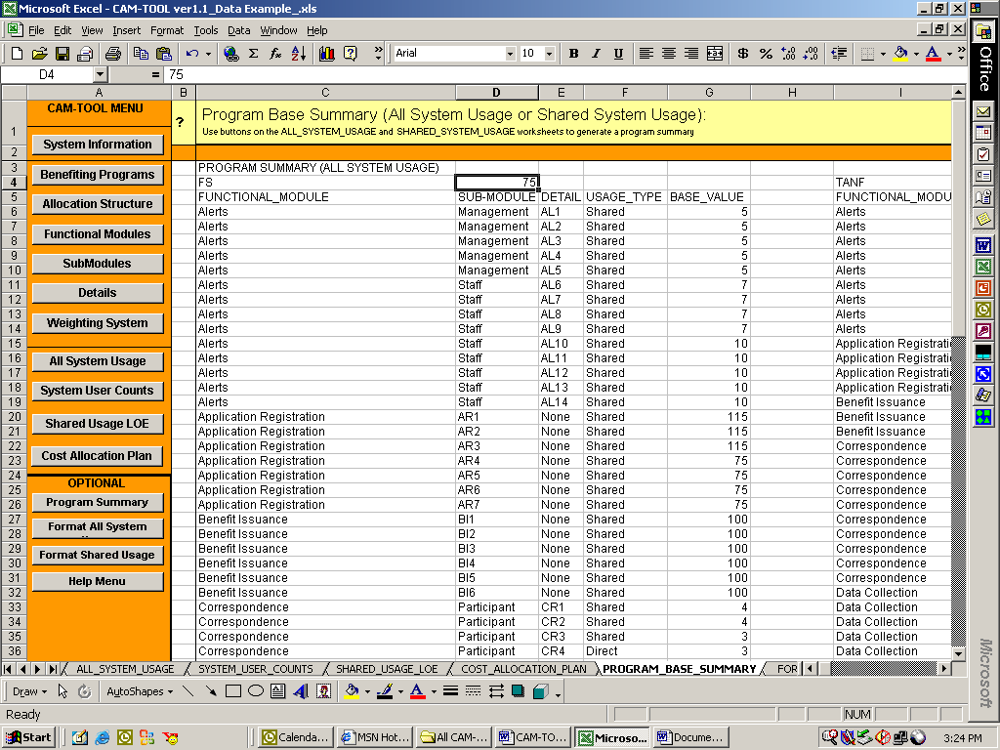 Microsoft Excel - CAM-TOOL ver1.1_Data Example_.xls
File Edit View Insert Format Tools Data Window Help
Arial 10 B I U $ %
D4 = 75
A B C D E F G H I
CAM-TOOL MENU
System Information
Benefiting Programs
Allocation Structure
Functional Modules
SubModules
Details
Weighting System
All System Usage
System User Counts
Shared Usage LOE
Cost Allocation Plan
OPTIONAL
Program Summary
Format All System
Format Shared Usage
Help Menu
?
1 Program Base Summary (All System Usage or Shared System Usage):
Use buttons on the ALL_SYSTEM_USAGE and SHARED_SYSTEM_USAGE worksheets to generate a program summary
2
3 PROGRAM SUMMARY (ALL SYSTEM USAGE)
4 FS 75 TANF
5 FUNCTIONAL_MODULE SUB-MODULE DETAIL USAGE_TYPE BASE_VALUE FUNCTIONAL_MODU
6 Alerts Management AL1 Shared 5 Alerts
7 Alerts Management AL2 Shared 5 Alerts
8 Alerts Management AL3 Shared 5 Alerts
9 Alerts Management AL4 Shared 5 Alerts
10 Alerts Management AL5 Shared 5 Alerts
11 Alerts Staff AL6 Shared 7 Alerts
12 Alerts Staff AL7 Shared 7 Alerts
13 Alerts Staff AL8 Shared 7 Alerts
14 Alerts Staff AL9 Shared 7 Alerts
15 Alerts Staff AL10 Shared 10 Application Registrati
16 Alerts Staff AL11 Shared 10 Application Registrati
17 Alerts Staff AL12 Shared 10 Application Registrati
18 Alerts Staff AL13 Shared 10 Application Registrati
19 Alerts Staff AL14 Shared 10 Benefit Issuance
20 Application Registration AR1 None Shared 115 Benefit Issuance
21 Application Registration AR2 None Shared 115 Benefit Issuance
22 Application Registration AR3 None Shared 115 Correspondence
23 Application Registration AR4 None Shared 75 Correspondence
24 Application Registration AR5 None Shared 75 Correspondence
25 Application Registration AR6 None Shared 75 Correspondence
26 Application Registration AR7 None Shared 75 Correspondence
27 Benefit Issuance BI1 None Shared 100 Correspondence
28 Benefit Issuance BI2 None Shared 100 Correspondence
29 Benefit Issuance BI3 None Shared 100 Correspondence
30 Benefit Issuance BI4 None Shared 100 Correspondence
31 Benefit Issuance BI5 None Shared 100 Correspondence
32 Benefit Issuance BI6 None Shared 100 Data Collection
33 Correspondence Participant CR1 Shared 4 Data Collection
34 Correspondence Participant CR2 Shared 4 Data Collection
35 Correspondence Participant CR3 Shared 3 Data Collection
36 Correspondence Participant CR4 Direct 3 Data Collection
ALL_SYSTEM_USAGE SYSTEM_USER_COUNTS SHARED_USAGE_LOE COST_ALLOCATION_PLAN PROGRAM_BASE_SUMMARY FOR
Draw AutoShapes
Ready NUM
Start Calenda... MSN Hot... All CAM-... CAM-TO... Microso... Docume... 3:24 PM
Office
Microsoft